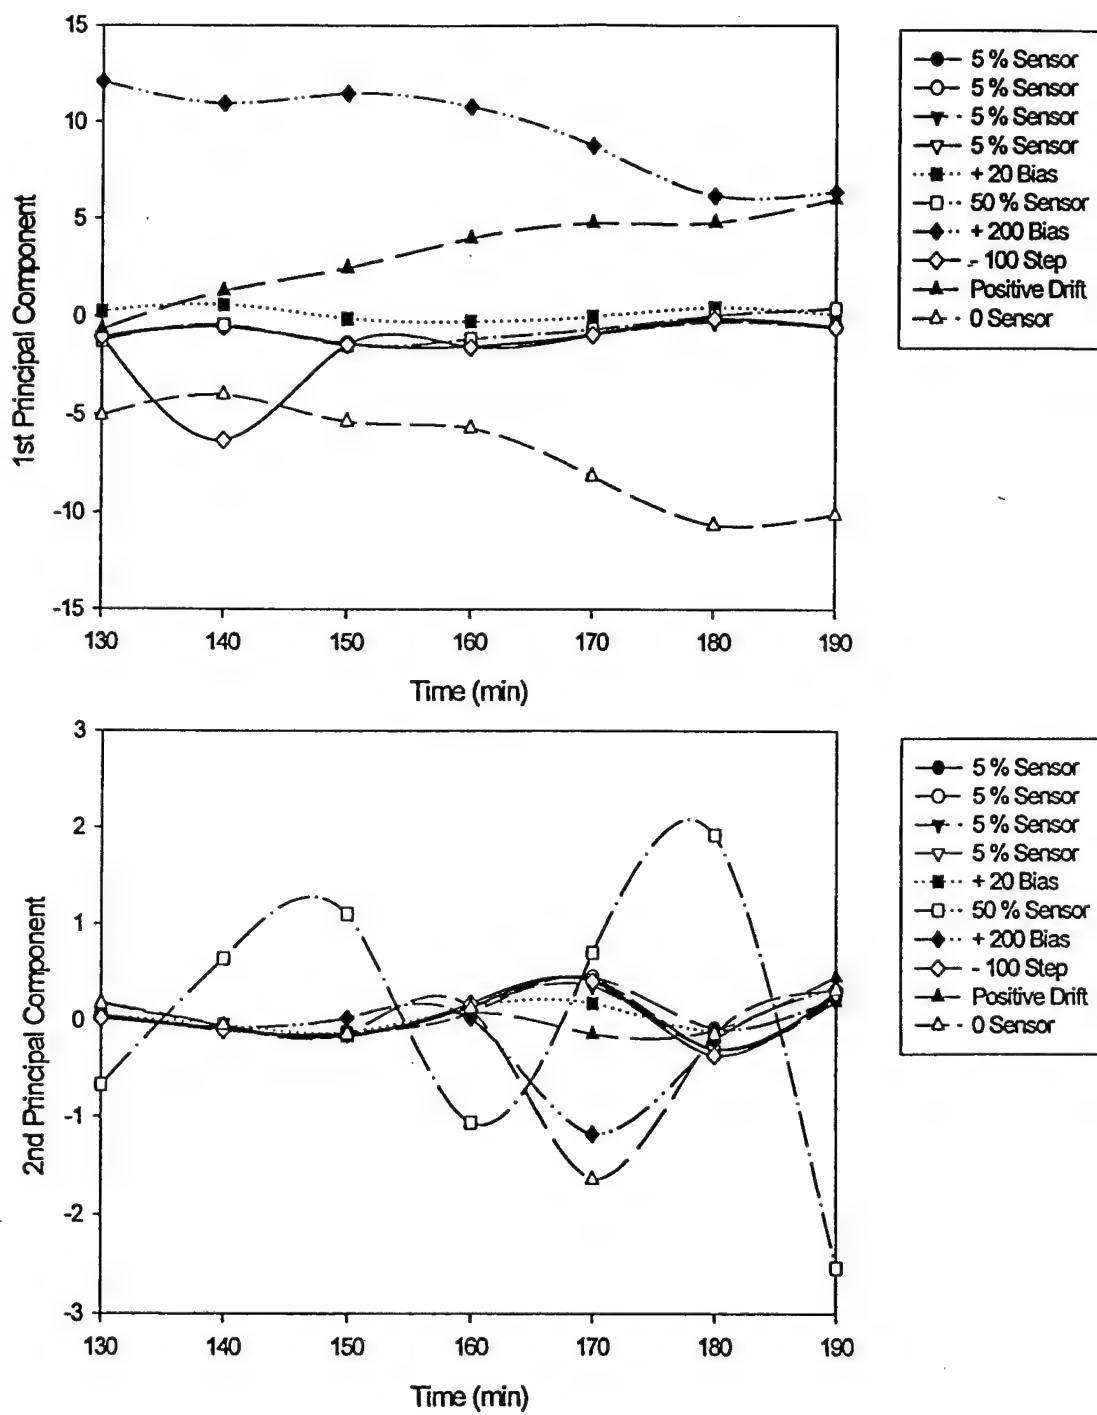 15
10
5
0
-5
-10
-15
1st Principal Component
130 140 150 160 170 180 190
Time (min)
5 % Sensor
5 % Sensor
5 % Sensor
5 % Sensor
+ 20 Bias
50 % Sensor
+ 200 Bias
- 100 Step
Positive Drift
0 Sensor
3
2
1
0
-1
-2
-3
2nd Principal Component
130 140 150 160 170 180 190
Time (min)
5 % Sensor
5 % Sensor
5 % Sensor
5 % Sensor
+ 20 Bias
50 % Sensor
+ 200 Bias
- 100 Step
Positive Drift
0 Sensor